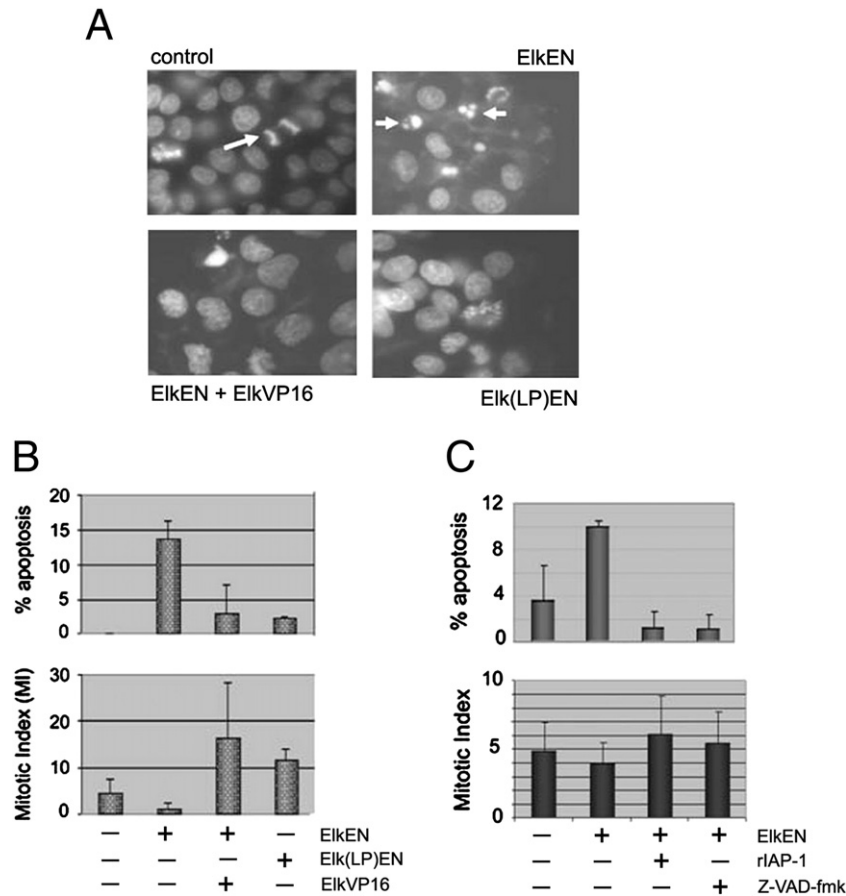 A
control
ElkEN
ElkEN + ElkVP16
Elk(LP)EN
B
% apoptosis
20
15
10
5
0
Mitotic Index (MI)
30
20
10
0
— + + — ElkEN
— — — + Elk(LP)EN
— — + — ElkVP16
C
% apoptosis
12
8
4
0
Mitotic Index
10
5
0
— + + + ElkEN
— — + — rIAP-1
— — — + Z-VAD-fmk